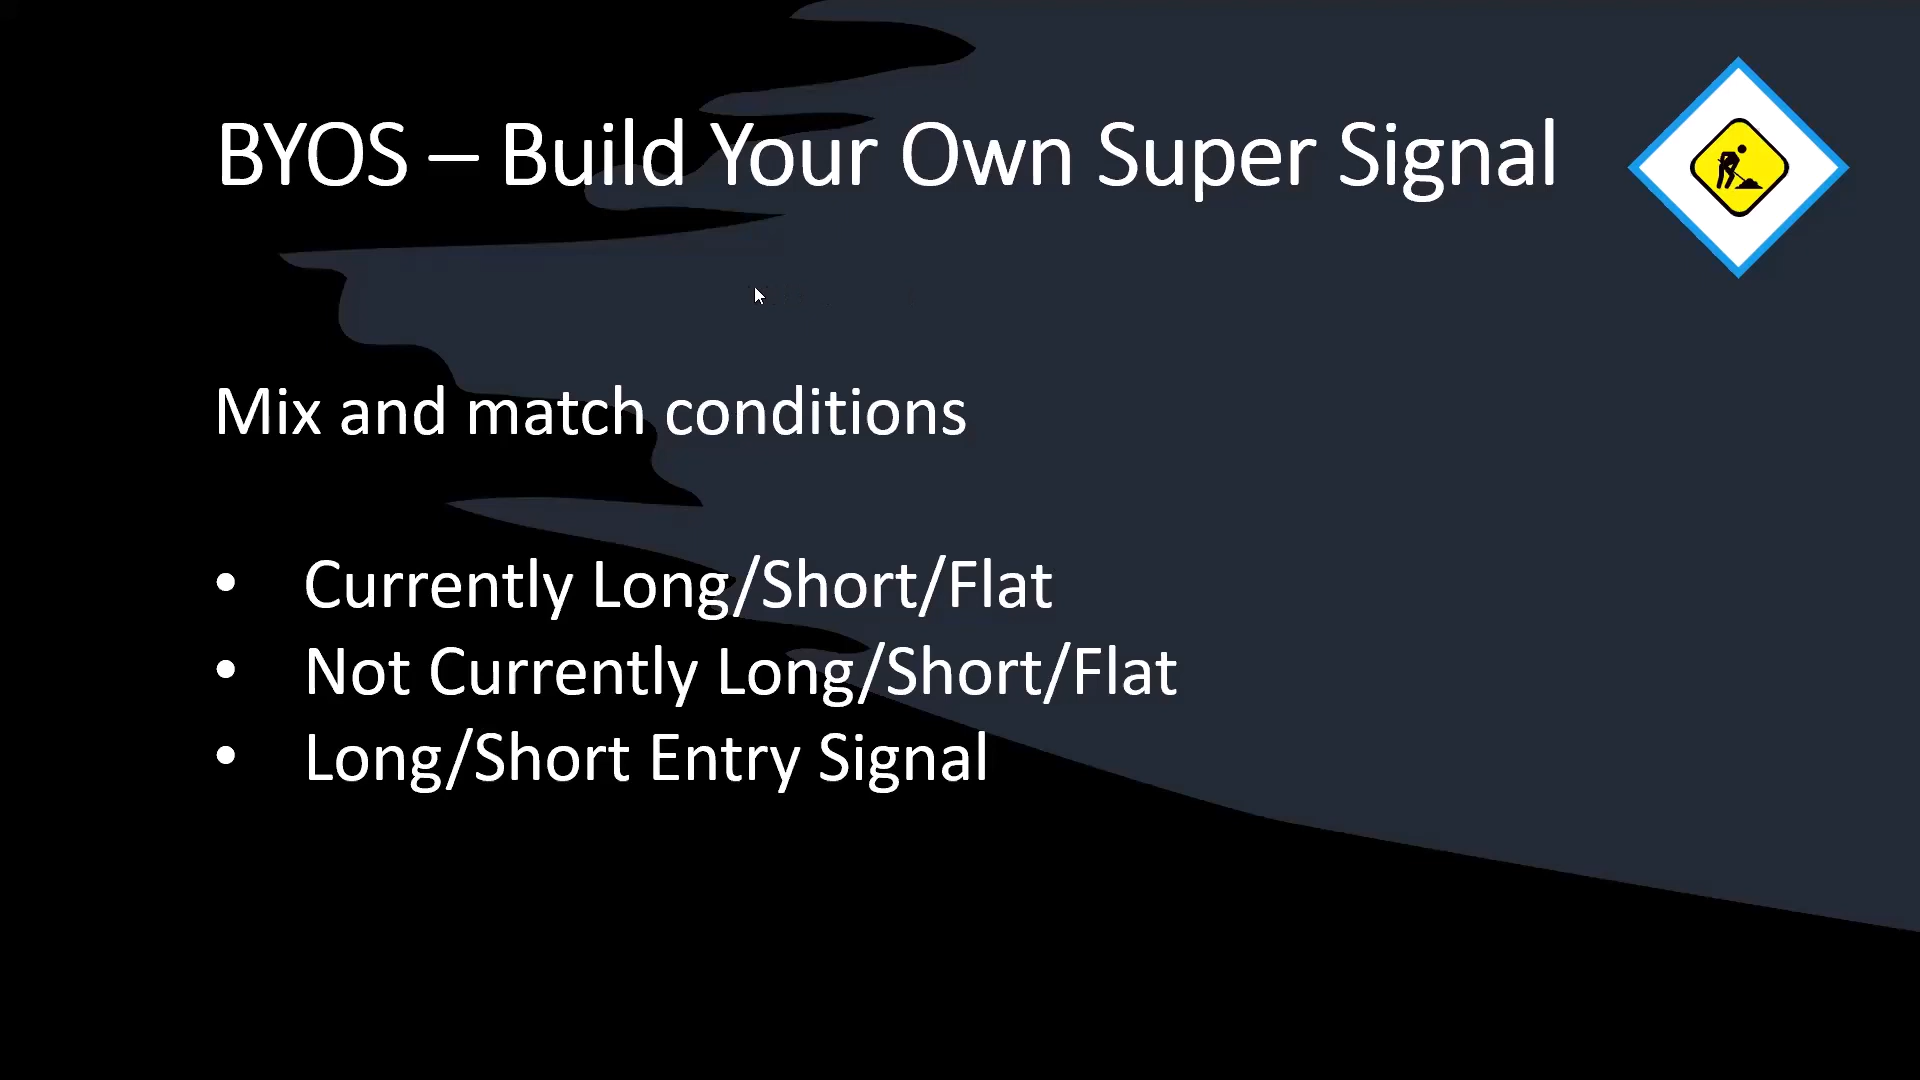 BYOS – Build Your Own Super Signal
Mix and match conditions
• Currently Long/Short/Flat
• Not Currently Long/Short/Flat
• Long/Short Entry Signal